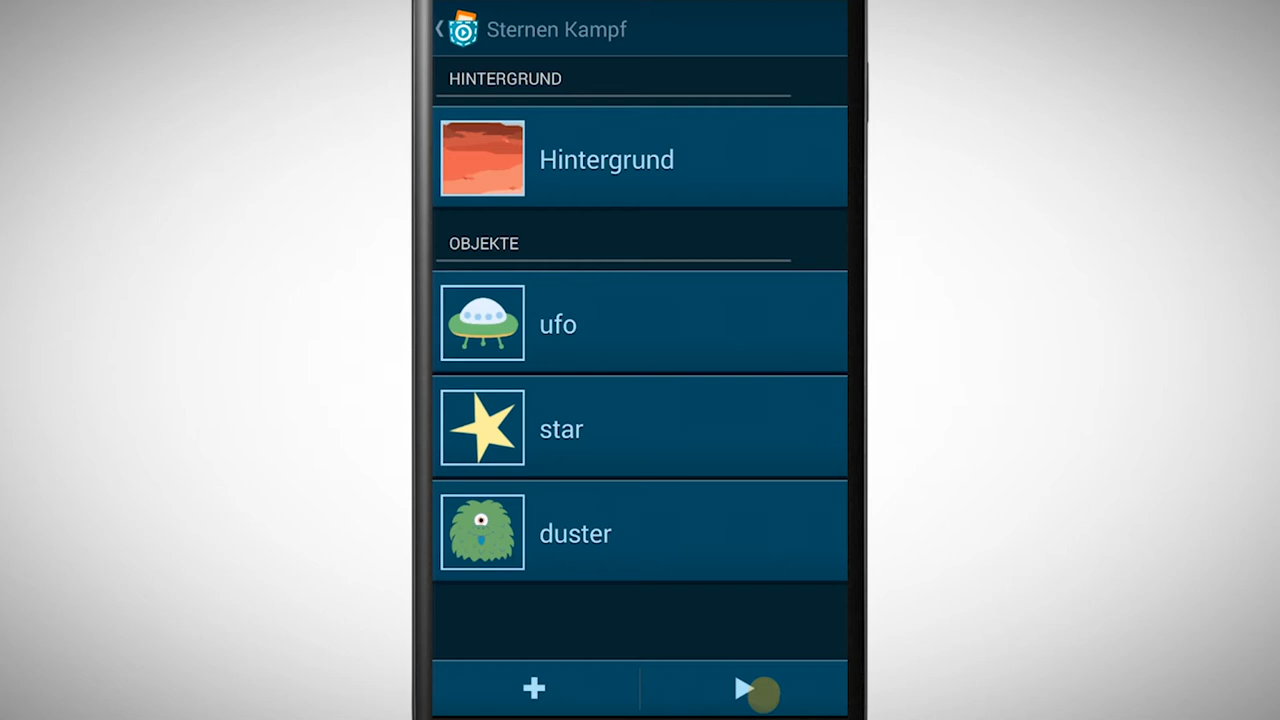 Sternen Kampf
HINTERGRUND
Hintergrund
OBJEKTE
ufo
star
duster